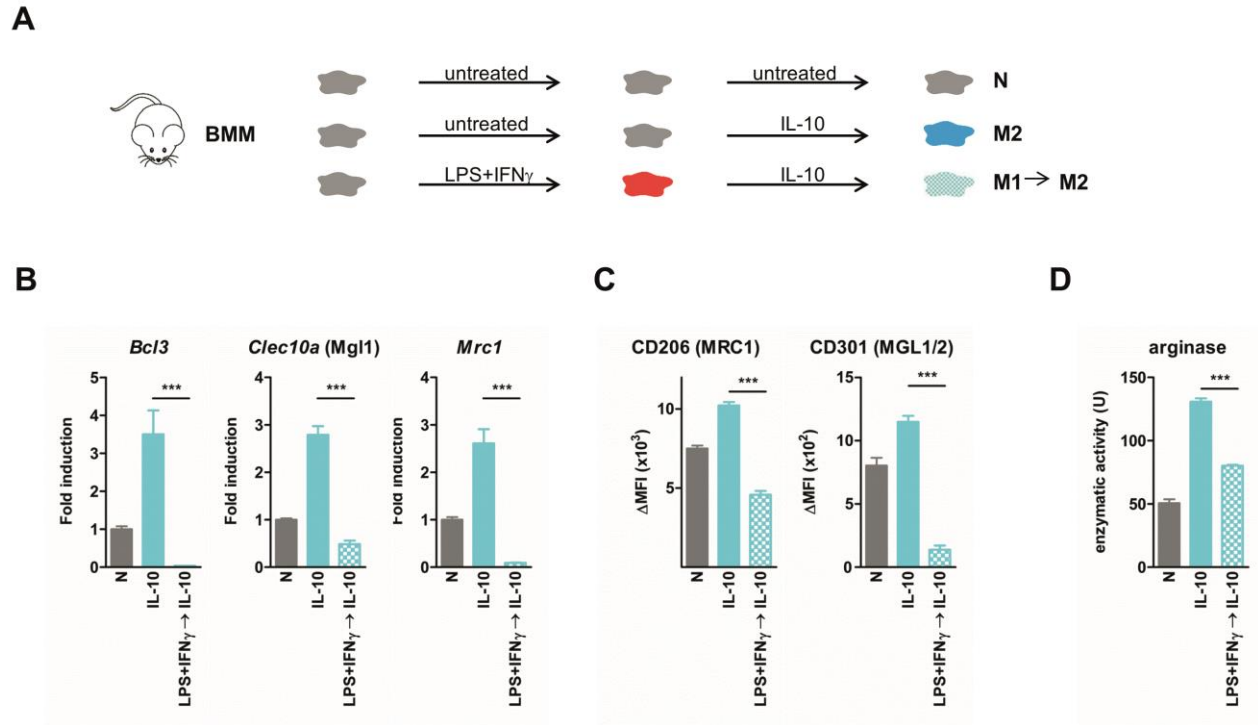 A
untreated
untreated
N
BMM
untreated
IL-10
M2
LPS+IFNγ
IL-10
M1 → M2
B
C
D
Bcl3
Clec10a (Mgl1)
Mrc1
CD206 (MRC1)
CD301 (MGL1/2)
arginase
Fold induction
5
4
3
2
1
0
***
N
IL-10
LPS+IFNγ → IL-10
Fold induction
4
3
2
1
0
***
N
IL-10
LPS+IFNγ → IL-10
Fold induction
4
3
2
1
0
***
N
IL-10
LPS+IFNγ → IL-10
ΔMFI (x10³)
10
5
***
N
IL-10
LPS+IFNγ → IL-10
ΔMFI (x10²)
15
10
5
0
***
N
IL-10
LPS+IFNγ → IL-10
enzymatic activity (U)
150
100
50
0
***
N
IL-10
LPS+IFNγ → IL-10